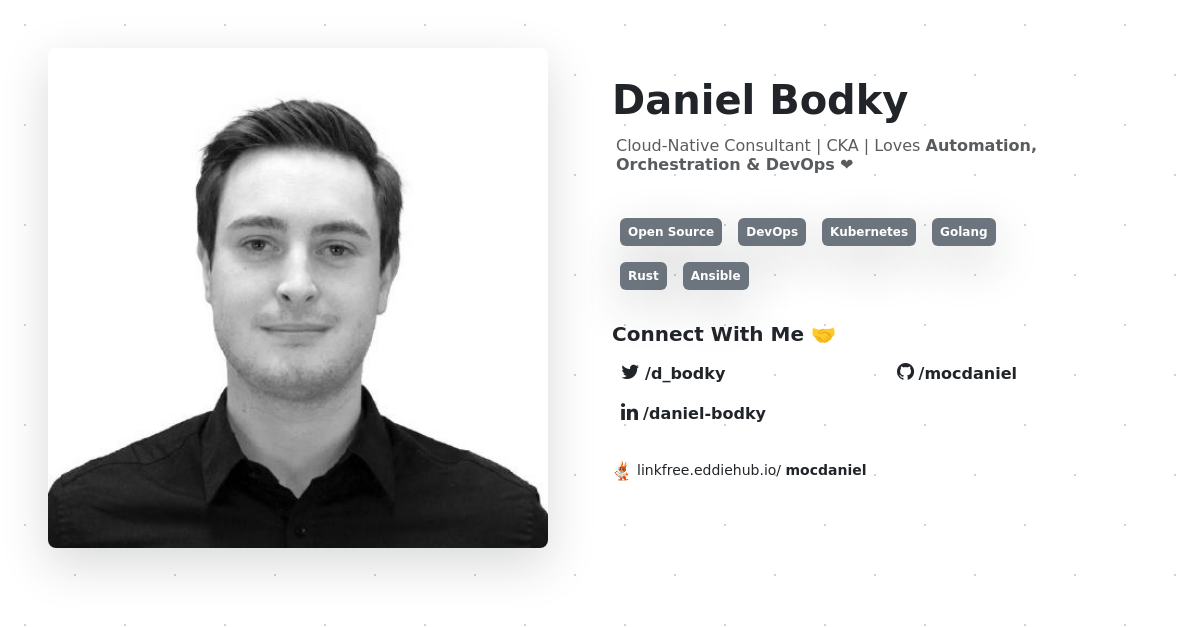 Daniel Bodky
Cloud-Native Consultant | CKA | Loves Automation,
Orchestration & DevOps ❤
Open Source DevOps Kubernetes Golang
Rust Ansible
Connect With Me 🤝
/d_bodky /mocdaniel
/daniel-bodky
linkfree.eddiehub.io/ mocdaniel